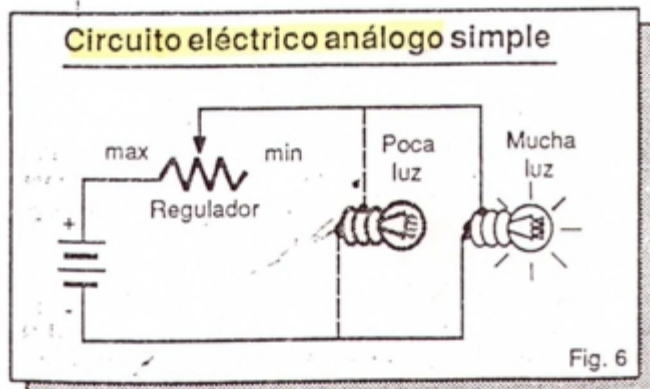 Circuito eléctrico análogo simple
max
min
Regulador
Poca
luz
Mucha
luz
+
-
Fig. 6